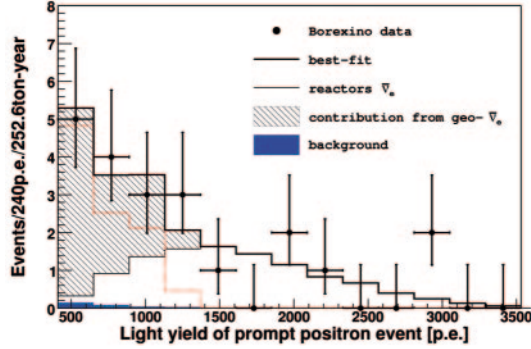 Borexino data
best-fit
reactors ν̅e
contribution from geo- ν̅e
background
Events/240p.e./252.6ton-year
8
7
6
5
4
3
2
1
0
500 1000 1500 2000 2500 3000 3500
Light yield of prompt positron event [p.e.]